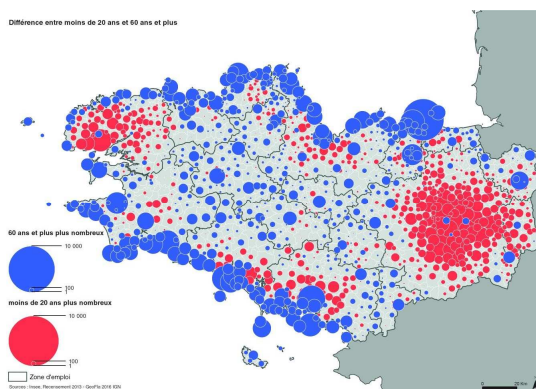 Différence entre moins de 20 ans et 60 ans et plus
60 ans et plus plus nombreux
10 000
100
1
moins de 20 ans plus nombreux
10 000
100
1
Zone d'emploi
Sources : Insee, Recensement 2013 - GeoFla 2016 IGN
0 20 Km